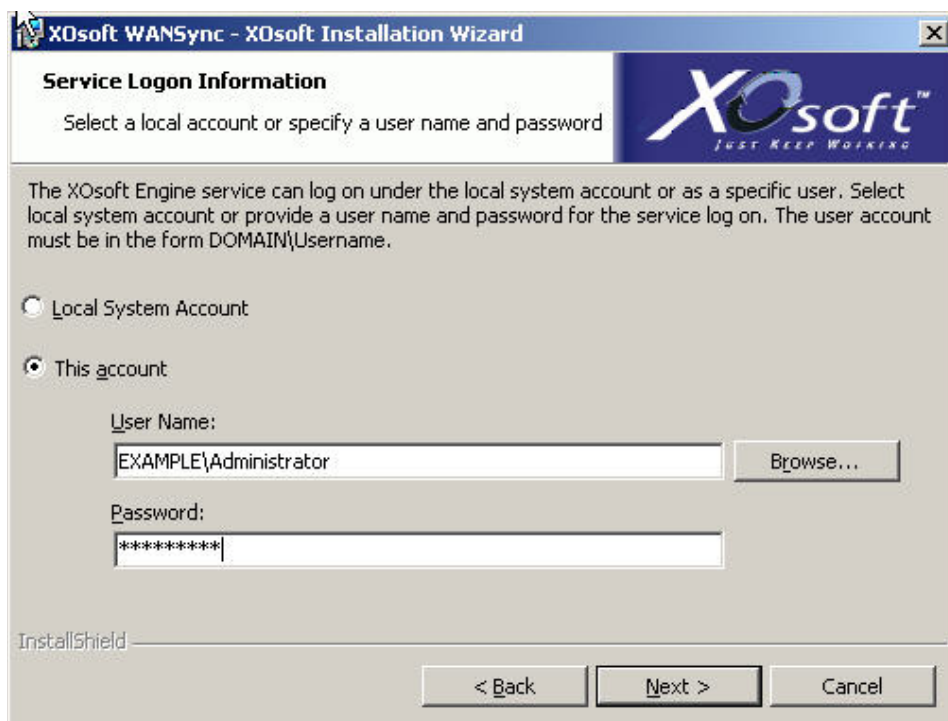 XOsoft WANSync - XOsoft Installation Wizard
Service Logon Information
Select a local account or specify a user name and password
XOsoft™
JUST KEEP WORKING
The XOsoft Engine service can log on under the local system account or as a specific user. Select
local system account or provide a user name and password for the service log on. The user account
must be in the form DOMAIN\Username.
Local System Account
This account
User Name:
EXAMPLE\Administrator
Browse...
Password:
*********
InstallShield
< Back
Next >
Cancel